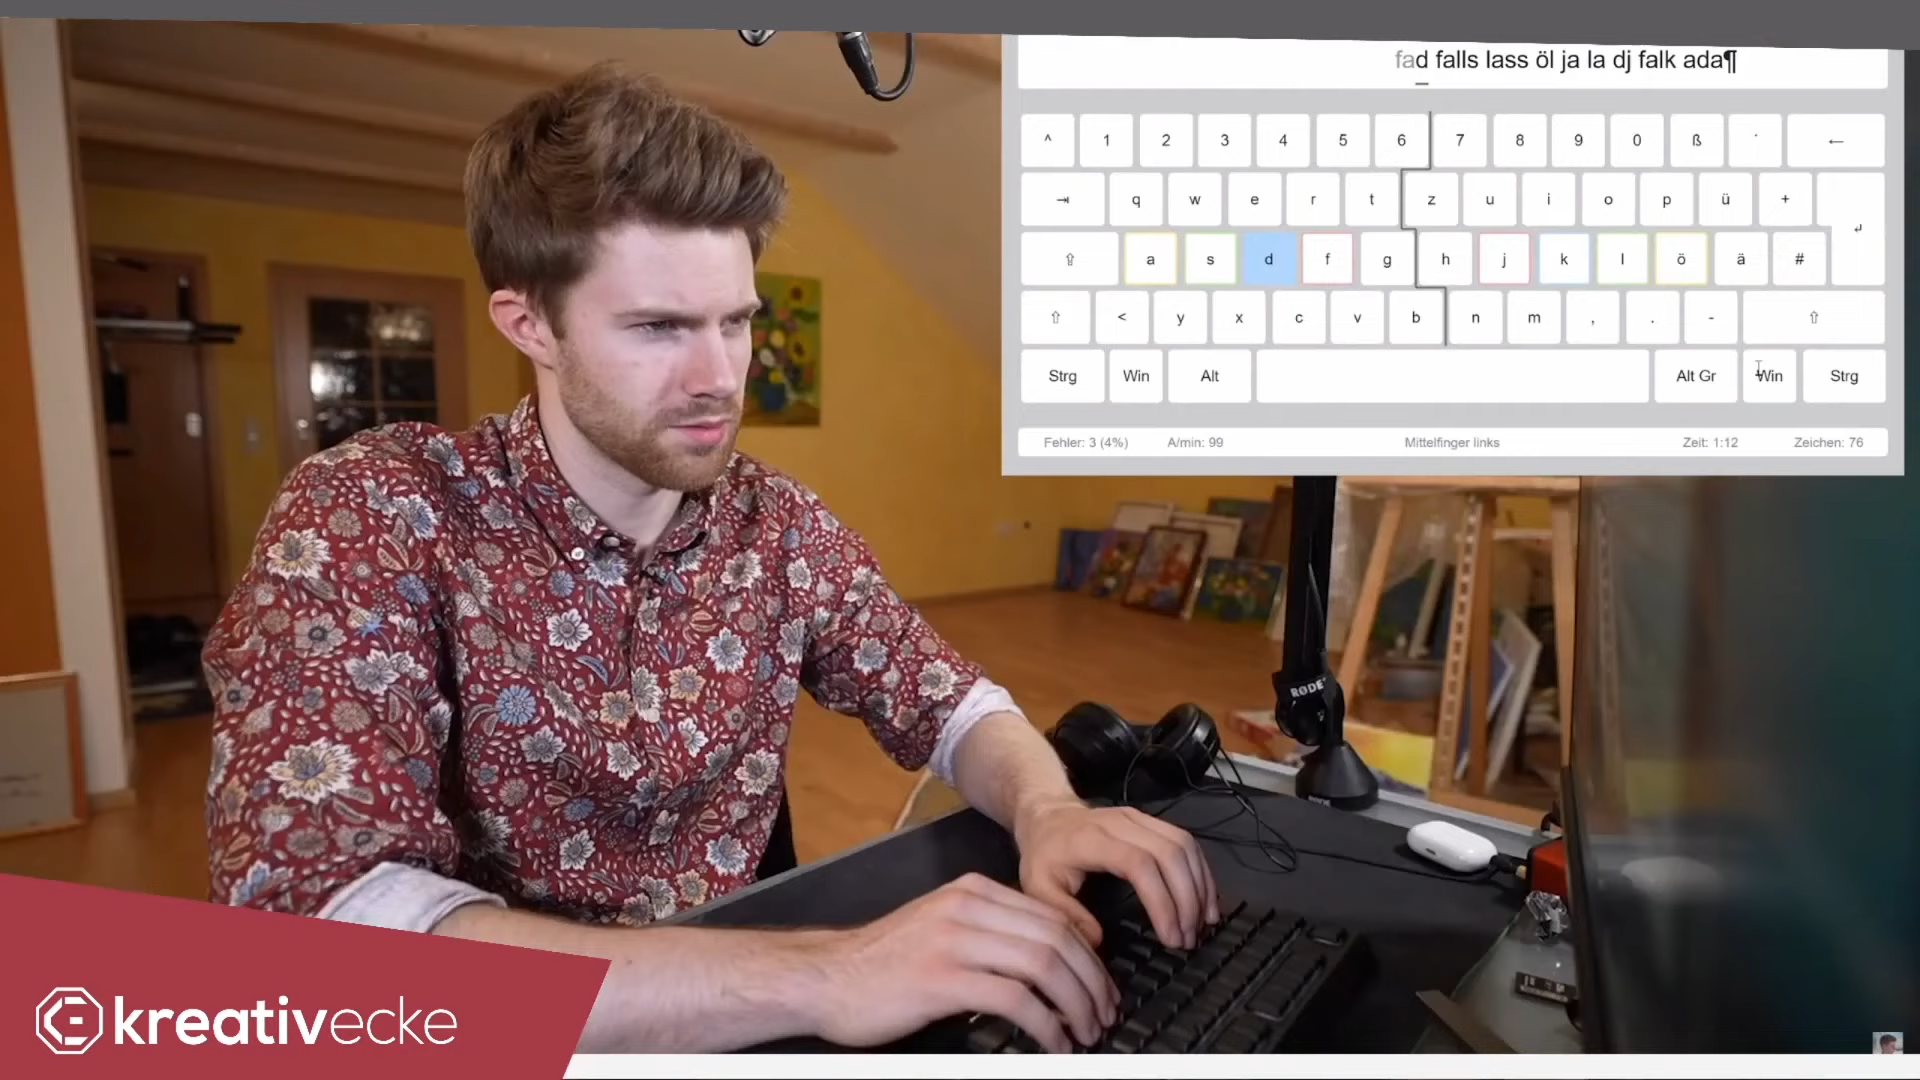 fad falls lass öl ja la dj falk ada¶
^ 1 2 3 4 5 6 7 8 9 0 ß ´ ←
⇥ q w e r t z u i o p ü +
⇧ a s d f g h j k l ö ä # ↵
⇧ < y x c v b n m , . - ⇧
Strg Win Alt Alt Gr Win Strg
Fehler: 3 (4%) A/min: 99 Mittelfinger links Zeit: 1:12 Zeichen: 76
RØDE
kreativecke